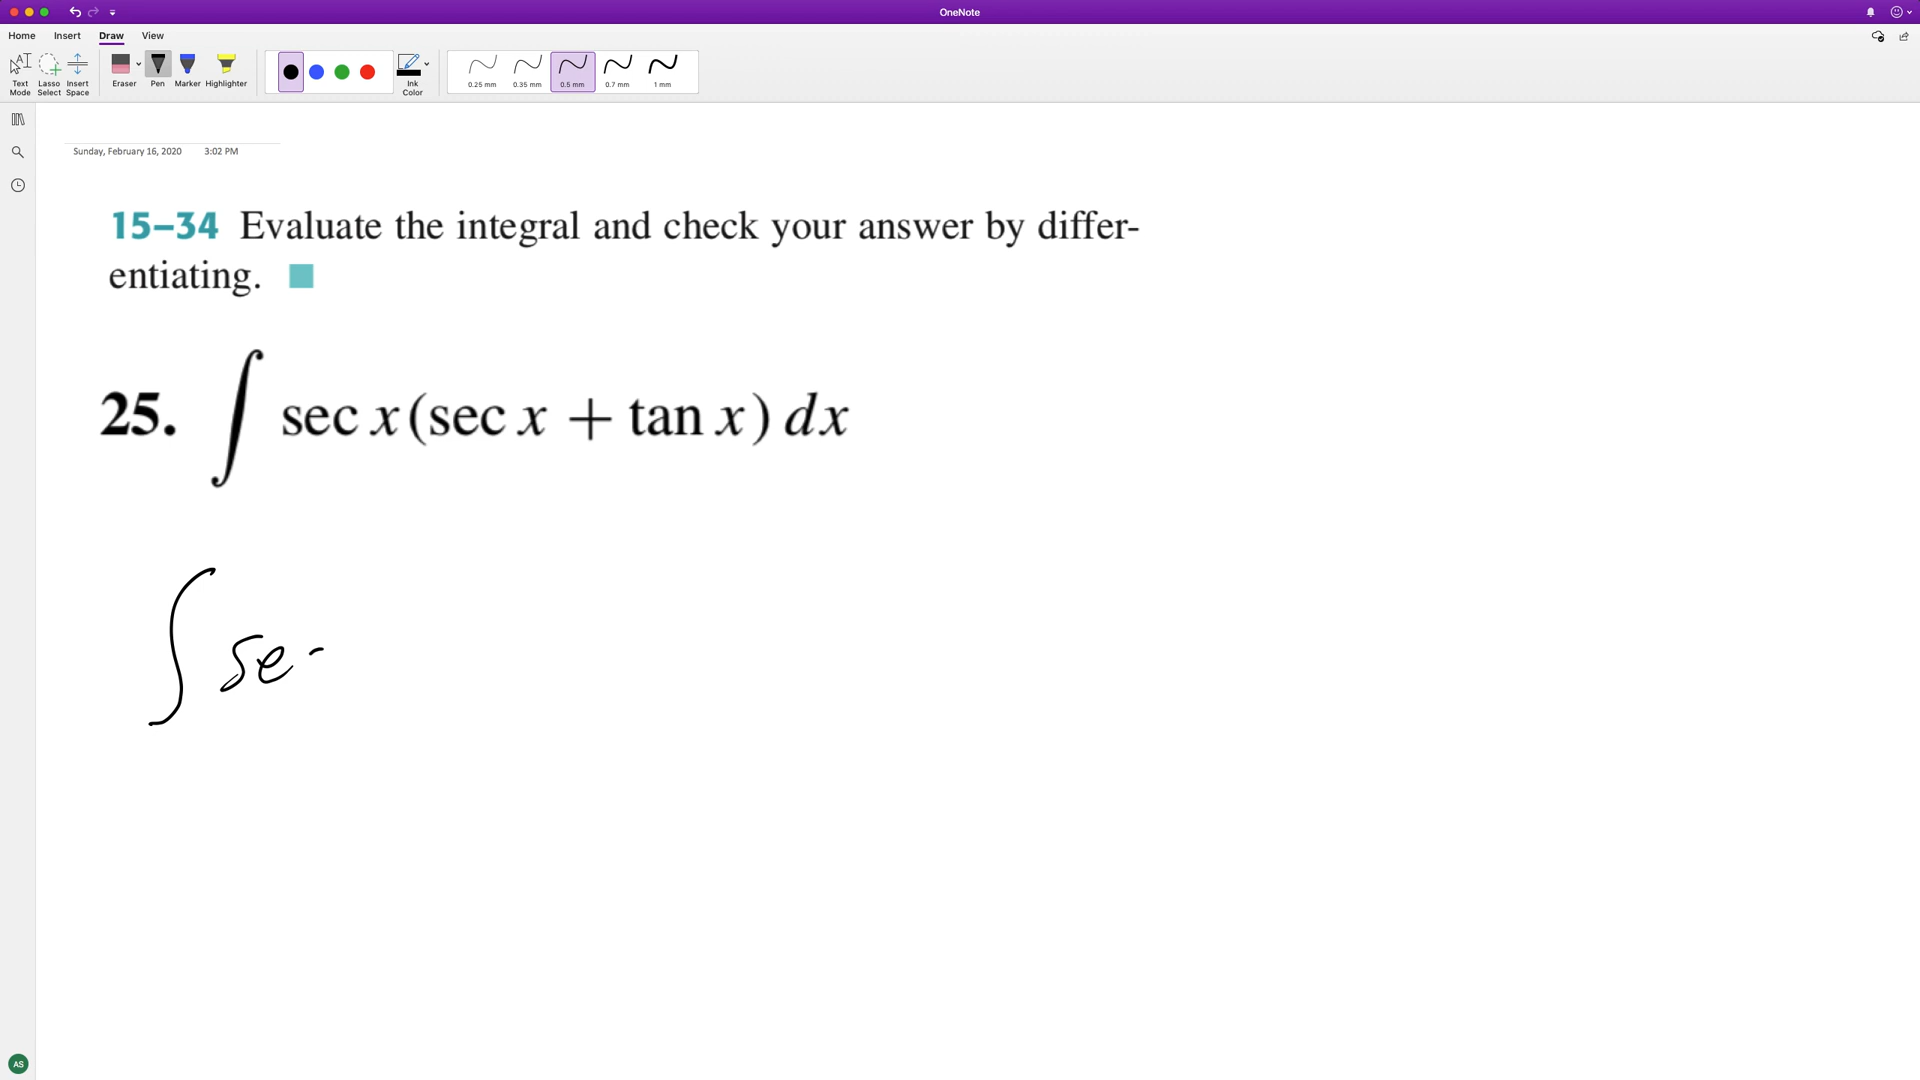 OneNote
Home Insert Draw View
Text Mode Lasso Select Insert Space Eraser Pen Marker Highlighter Ink Color 0.25 mm 0.35 mm 0.5 mm 0.7 mm 1 mm
Sunday, February 16, 2020 3:02 PM
15–34 Evaluate the integral and check your answer by differ-
entiating.
25. ∫ sec x(sec x + tan x) dx
∫ se
AS